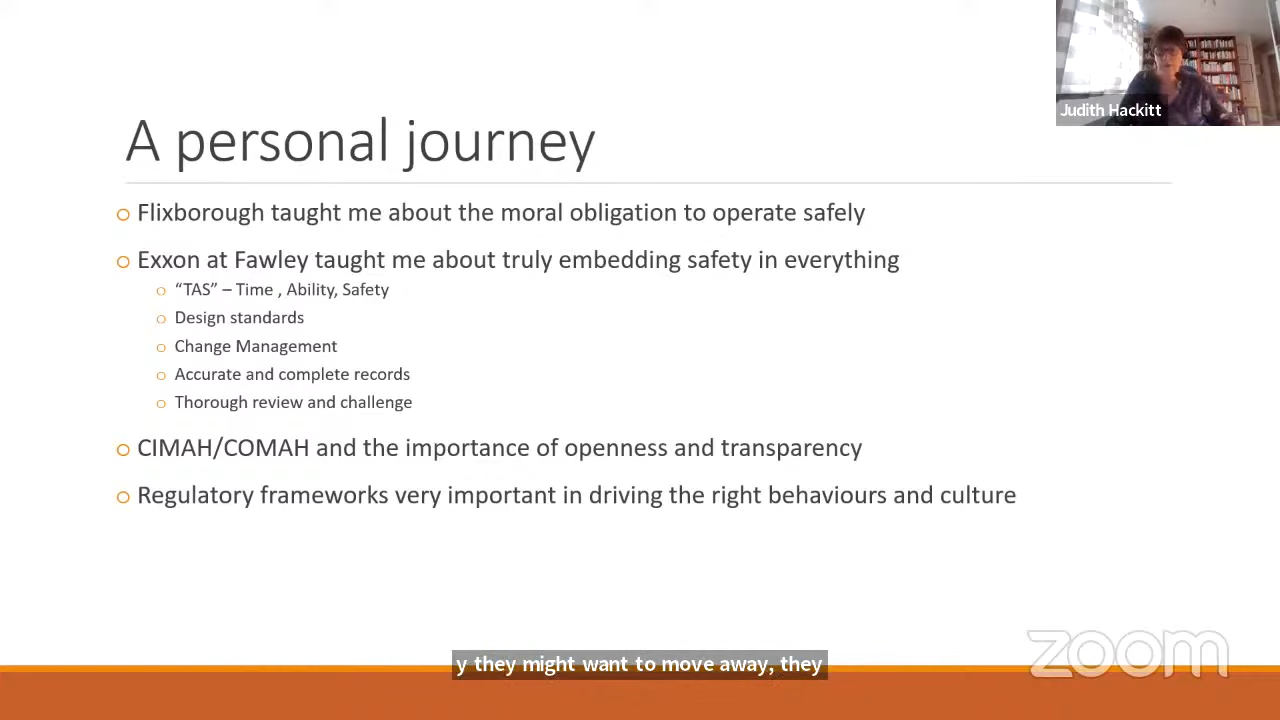 Judith Hackitt
A personal journey
o Flixborough taught me about the moral obligation to operate safely
o Exxon at Fawley taught me about truly embedding safety in everything
o “TAS” – Time , Ability, Safety
o Design standards
o Change Management
o Accurate and complete records
o Thorough review and challenge
o CIMAH/COMAH and the importance of openness and transparency
o Regulatory frameworks very important in driving the right behaviours and culture
zoom
y they might want to move away, they